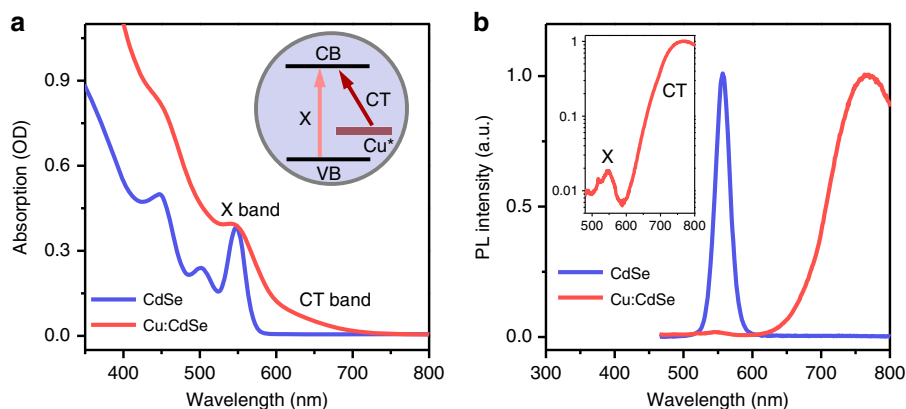 a
Absorption (OD)
0.9
0.6
0.3
0.0
400
500
600
700
800
Wavelength (nm)
CB
CT
X
Cu*
VB
X band
CT band
CdSe
Cu:CdSe
b
PL intensity (a.u.)
1.0
0.5
0.0
300
400
500
600
700
800
Wavelength (nm)
1
0.1
0.01
500
600
700
800
CT
X
CdSe
Cu:CdSe